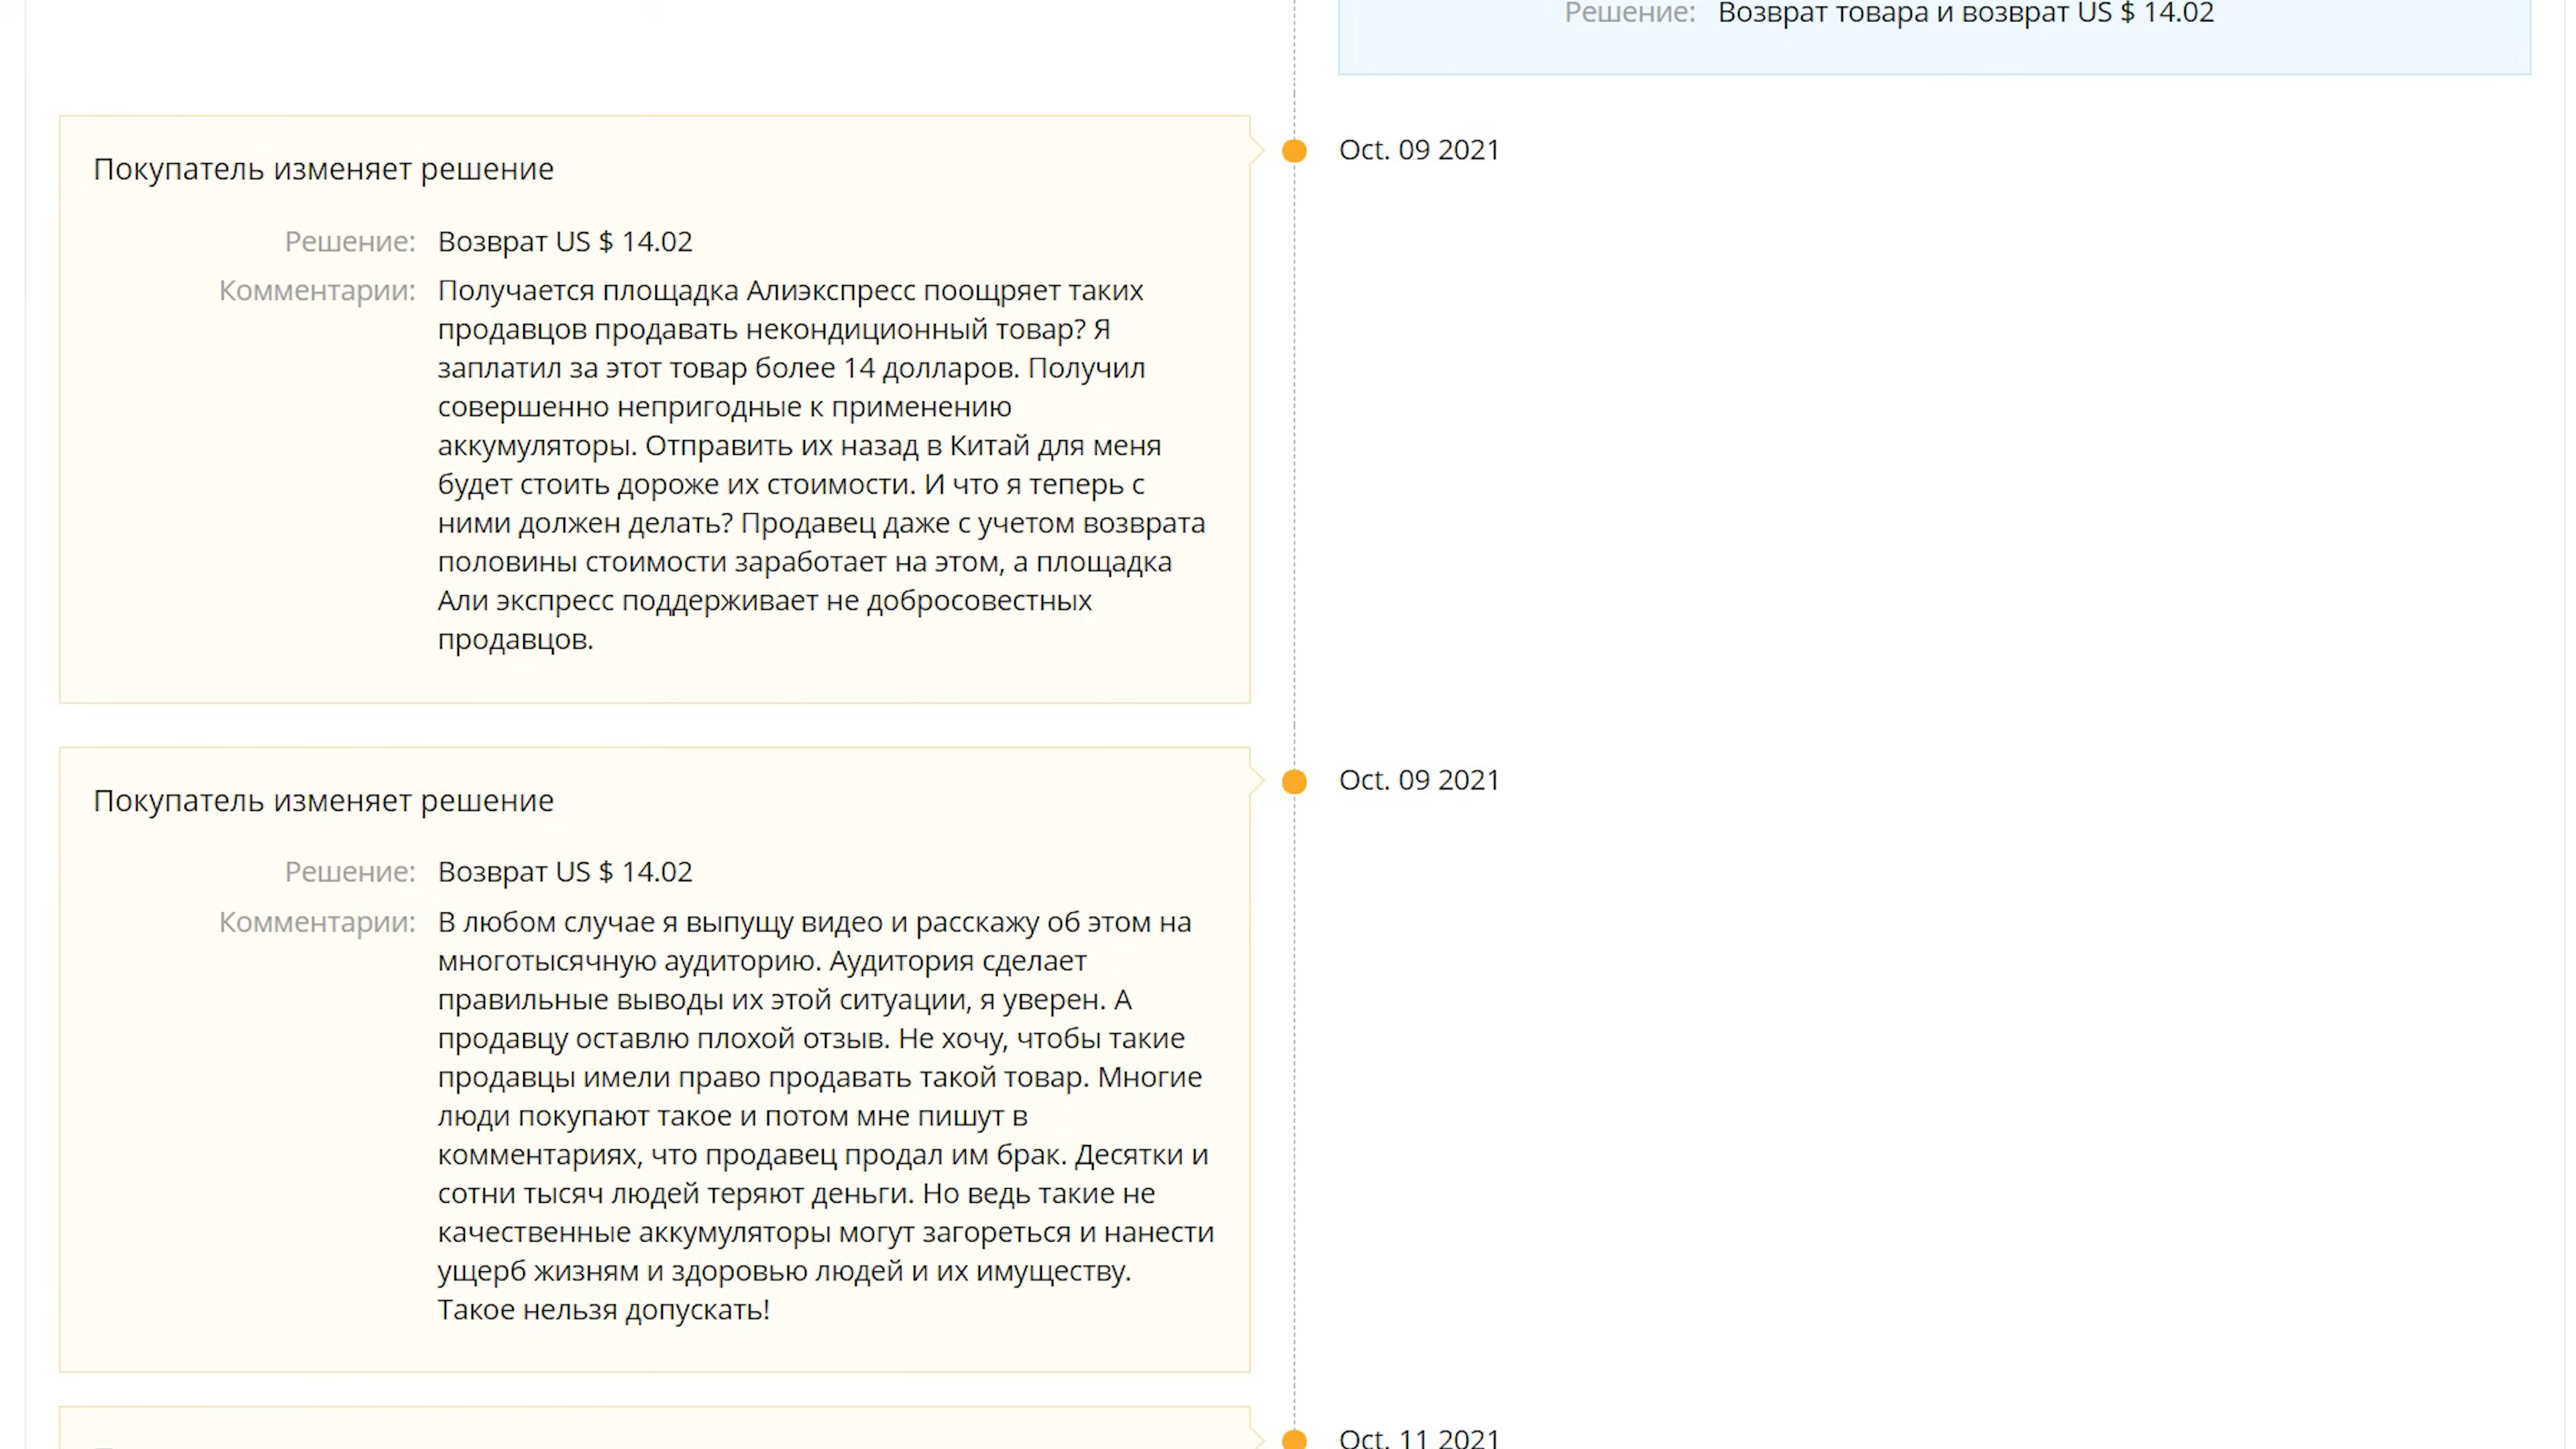 Решение: Возврат товара и возврат US $ 14.02
Oct. 09 2021
Покупатель изменяет решение
Решение: Возврат US $ 14.02
Комментарии: Получается площадка Алиэкспресс поощряет таких
продавцов продавать некондиционный товар? Я
заплатил за этот товар более 14 долларов. Получил
совершенно непригодные к применению
аккумуляторы. Отправить их назад в Китай для меня
будет стоить дороже их стоимости. И что я теперь с
ними должен делать? Продавец даже с учетом возврата
половины стоимости заработает на этом, а площадка
Али экспресс поддерживает не добросовестных
продавцов.
Oct. 09 2021
Покупатель изменяет решение
Решение: Возврат US $ 14.02
Комментарии: В любом случае я выпущу видео и расскажу об этом на
многотысячную аудиторию. Аудитория сделает
правильные выводы их этой ситуации, я уверен. А
продавцу оставлю плохой отзыв. Не хочу, чтобы такие
продавцы имели право продавать такой товар. Многие
люди покупают такое и потом мне пишут в
комментариях, что продавец продал им брак. Десятки и
сотни тысяч людей теряют деньги. Но ведь такие не
качественные аккумуляторы могут загореться и нанести
ущерб жизням и здоровью людей и их имуществу.
Такое нельзя допускать!
Oct. 11 2021